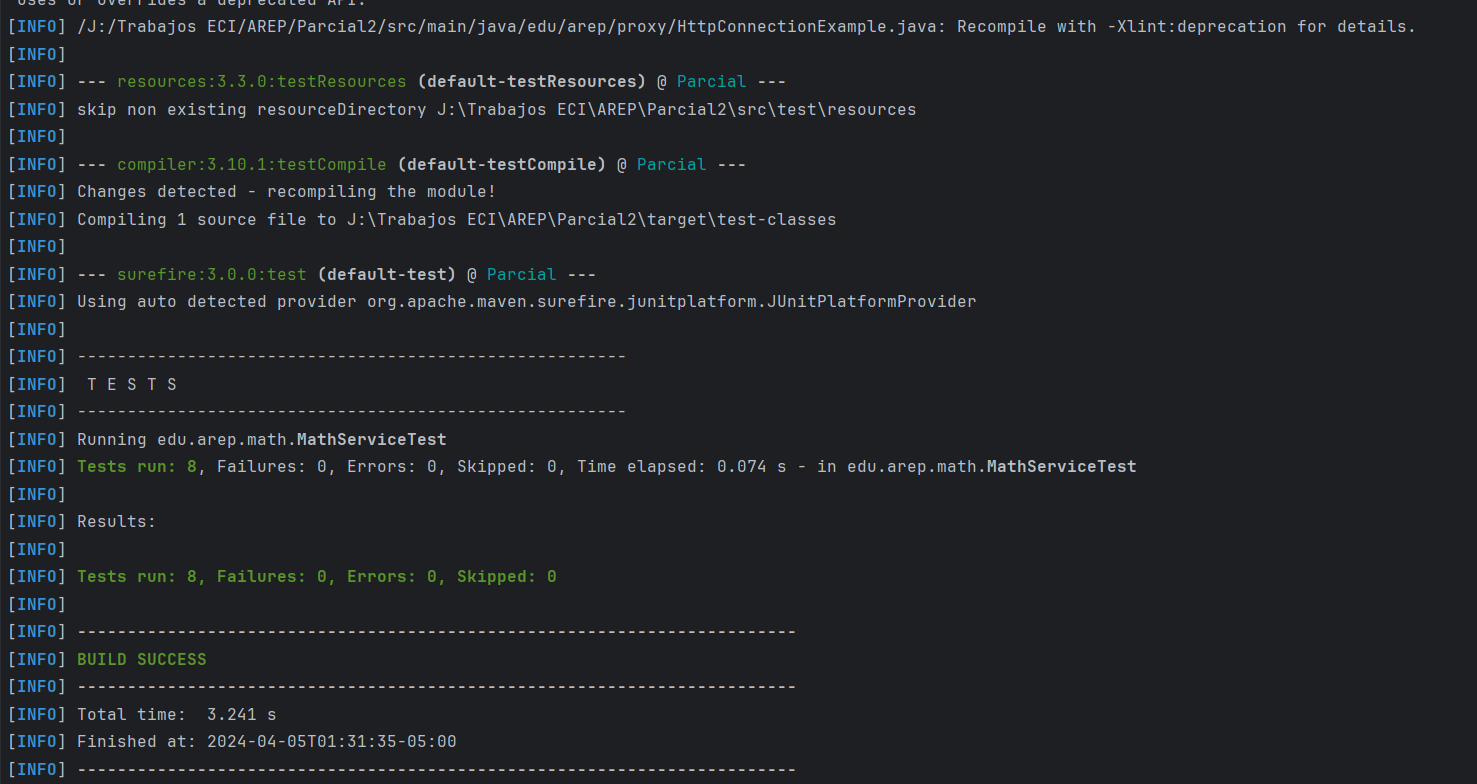 uses or overrides a deprecated API.
[INFO] /J:/Trabajos ECI/AREP/Parcial2/src/main/java/edu/arep/proxy/HttpConnectionExample.java: Recompile with -Xlint:deprecation for details.
[INFO]
[INFO] --- resources:3.3.0:testResources (default-testResources) @ Parcial ---
[INFO] skip non existing resourceDirectory J:\Trabajos ECI\AREP\Parcial2\src\test\resources
[INFO]
[INFO] --- compiler:3.10.1:testCompile (default-testCompile) @ Parcial ---
[INFO] Changes detected - recompiling the module!
[INFO] Compiling 1 source file to J:\Trabajos ECI\AREP\Parcial2\target\test-classes
[INFO]
[INFO] --- surefire:3.0.0:test (default-test) @ Parcial ---
[INFO] Using auto detected provider org.apache.maven.surefire.junitplatform.JUnitPlatformProvider
[INFO]
[INFO] -------------------------------------------------------
[INFO]  T E S T S
[INFO] -------------------------------------------------------
[INFO] Running edu.arep.math.MathServiceTest
[INFO] Tests run: 8, Failures: 0, Errors: 0, Skipped: 0, Time elapsed: 0.074 s - in edu.arep.math.MathServiceTest
[INFO]
[INFO] Results:
[INFO]
[INFO] Tests run: 8, Failures: 0, Errors: 0, Skipped: 0
[INFO]
[INFO] ------------------------------------------------------------------------
[INFO] BUILD SUCCESS
[INFO] ------------------------------------------------------------------------
[INFO] Total time:  3.241 s
[INFO] Finished at: 2024-04-05T01:31:35-05:00
[INFO] ------------------------------------------------------------------------